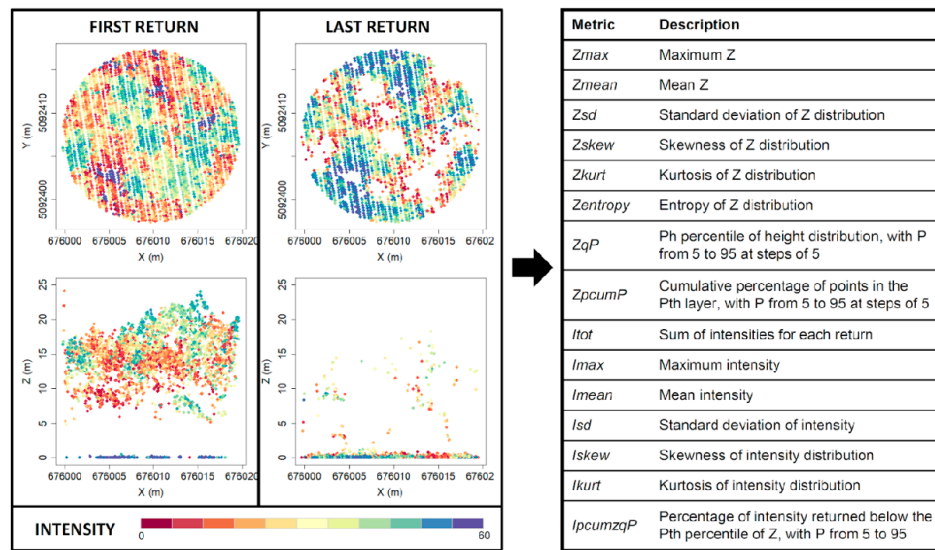 FIRST RETURN
LAST RETURN
Y (m)
5092410
5092400
676000 676005 676010 676015 675020
X (m)
Y (m)
5092410
5092400
676000 676005 676010 676015 67602
X (m)
Z (m)
25
20
15
10
5
0
676000 676005 676010 676015 675020
X (m)
Z (m)
25
20
15
10
5
0
676000 676005 676010 676015 67602
X (m)
INTENSITY
0
60
Metric Description
Zmax Maximum Z
Zmean Mean Z
Zsd Standard deviation of Z distribution
Zskew Skewness of Z distribution
Zkurt Kurtosis of Z distribution
Zentropy Entropy of Z distribution
ZqP Ph percentile of height distribution, with P
from 5 to 95 at steps of 5
ZpcumP Cumulative percentage of points in the
Pth layer, with P from 5 to 95 at steps of 5
Itot Sum of intensities for each return
Imax Maximum intensity
Imean Mean intensity
Isd Standard deviation of intensity
Iskew Skewness of intensity distribution
Ikurt Kurtosis of intensity distribution
IpcumzqP Percentage of intensity returned below the
Pth percentile of Z, with P from 5 to 95